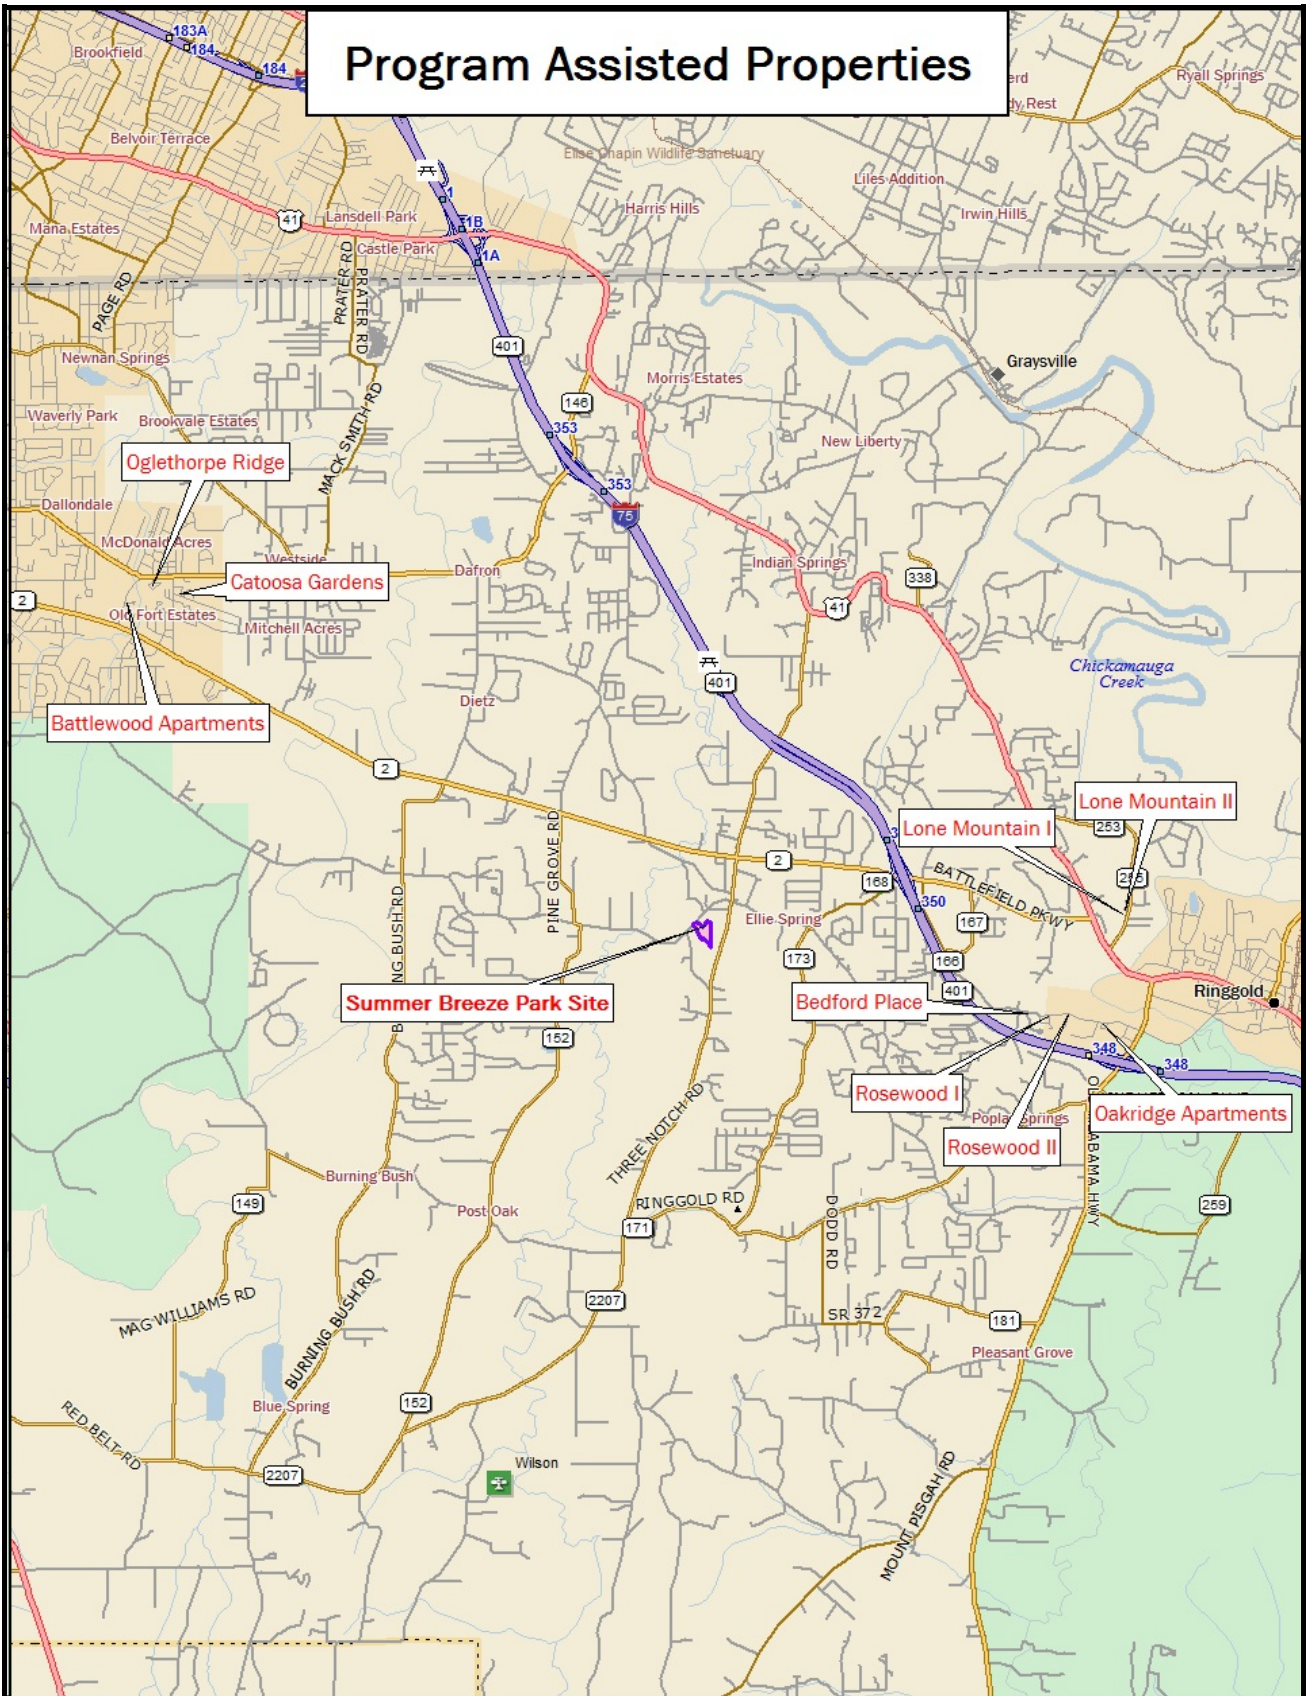 Program Assisted Properties
183A
184
184
Brookfield
Ryall Springs
erd
dy Rest
Belvoir Terrace
Elise Chapin Wildlife Sanctuary
Liles Addition
1
41
Lansdell Park
1B
Harris Hills
Irwin Hills
Mana Estates
Castle Park
1A
PAGE RD
PRATER RD
PRATER RD
401
Newnan Springs
Graysville
Morris Estates
146
Waverly Park
Brookvale Estates
MACK SMITH RD
353
New Liberty
Oglethorpe Ridge
353
Dallondale
75
McDonald Acres
Westside
Dafron
Indian Springs
338
Catoosa Gardens
2
Old Fort Estates
41
Mitchell Acres
Chickamauga
Creek
401
Dietz
Battlewood Apartments
2
Lone Mountain II
Lone Mountain I
253
PINE GROVE RD
2
BATTLEFIELD PKWY
168
350
Ellie Spring
167
173
166
401
Ringgold
Summer Breeze Park Site
Bedford Place
152
348
348
Rosewood I
Poplar Springs
Oakridge Apartments
Rosewood II
THREE NOTCH RD
Burning Bush
149
RINGGOLD RD
DODD RD
259
Post Oak
171
2207
MAG WILLIAMS RD
BURNING BUSH RD
SR 372
181
Pleasant Grove
152
Blue Spring
RED BELT RD
2207
Wilson
MOUNT PISGAH RD